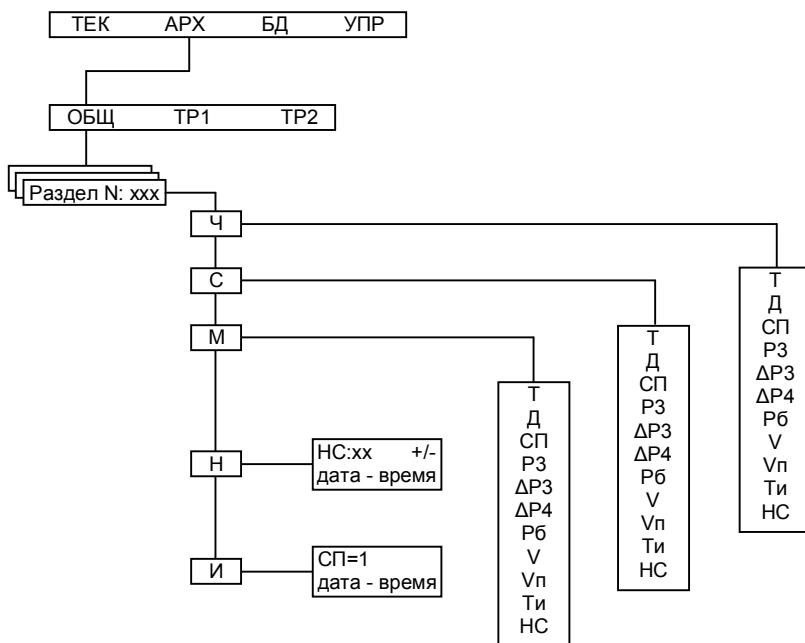 ТЕК АРХ БД УПР
ОБЩ ТР1 ТР2
Раздел N: xxx
Ч
С
М
Н
И
НС:xx +/-
дата - время
СП=1
дата - время
Т
Д
СП
Р3
ΔР3
ΔР4
Рб
V
Vп
Ти
НС
Т
Д
СП
Р3
ΔР3
ΔР4
Рб
V
Vп
Ти
НС
Т
Д
СП
Р3
ΔР3
ΔР4
Рб
V
Vп
Ти
НС